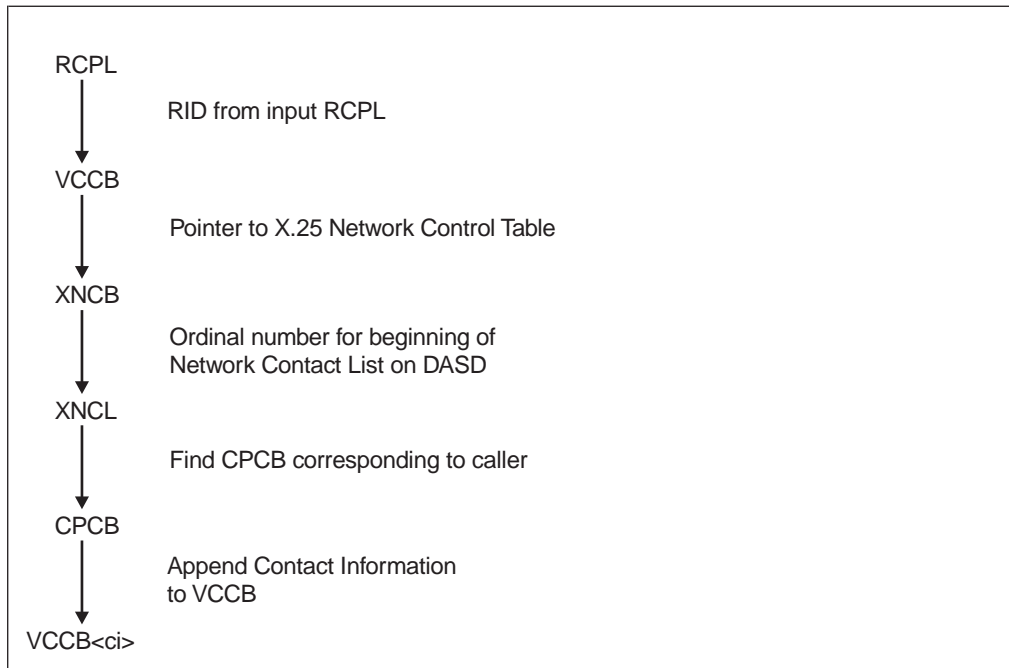 RCPL
RID from input RCPL
VCCB
Pointer to X.25 Network Control Table
XNCB
Ordinal number for beginning of
Network Contact List on DASD
XNCL
Find CPCB corresponding to caller
CPCB
Append Contact Information
to VCCB
VCCB<ci>